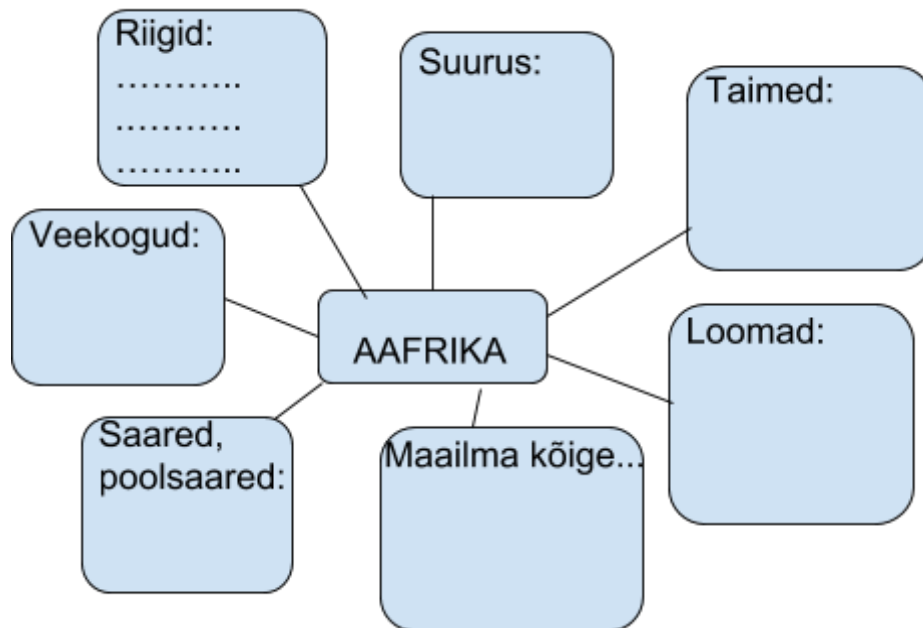 Riigid:
………..
………...
………..
Suurus:
Taimed:
Veekogud:
AAFRIKA
Loomad:
Saared,
poolsaared:
Maailma kõige...